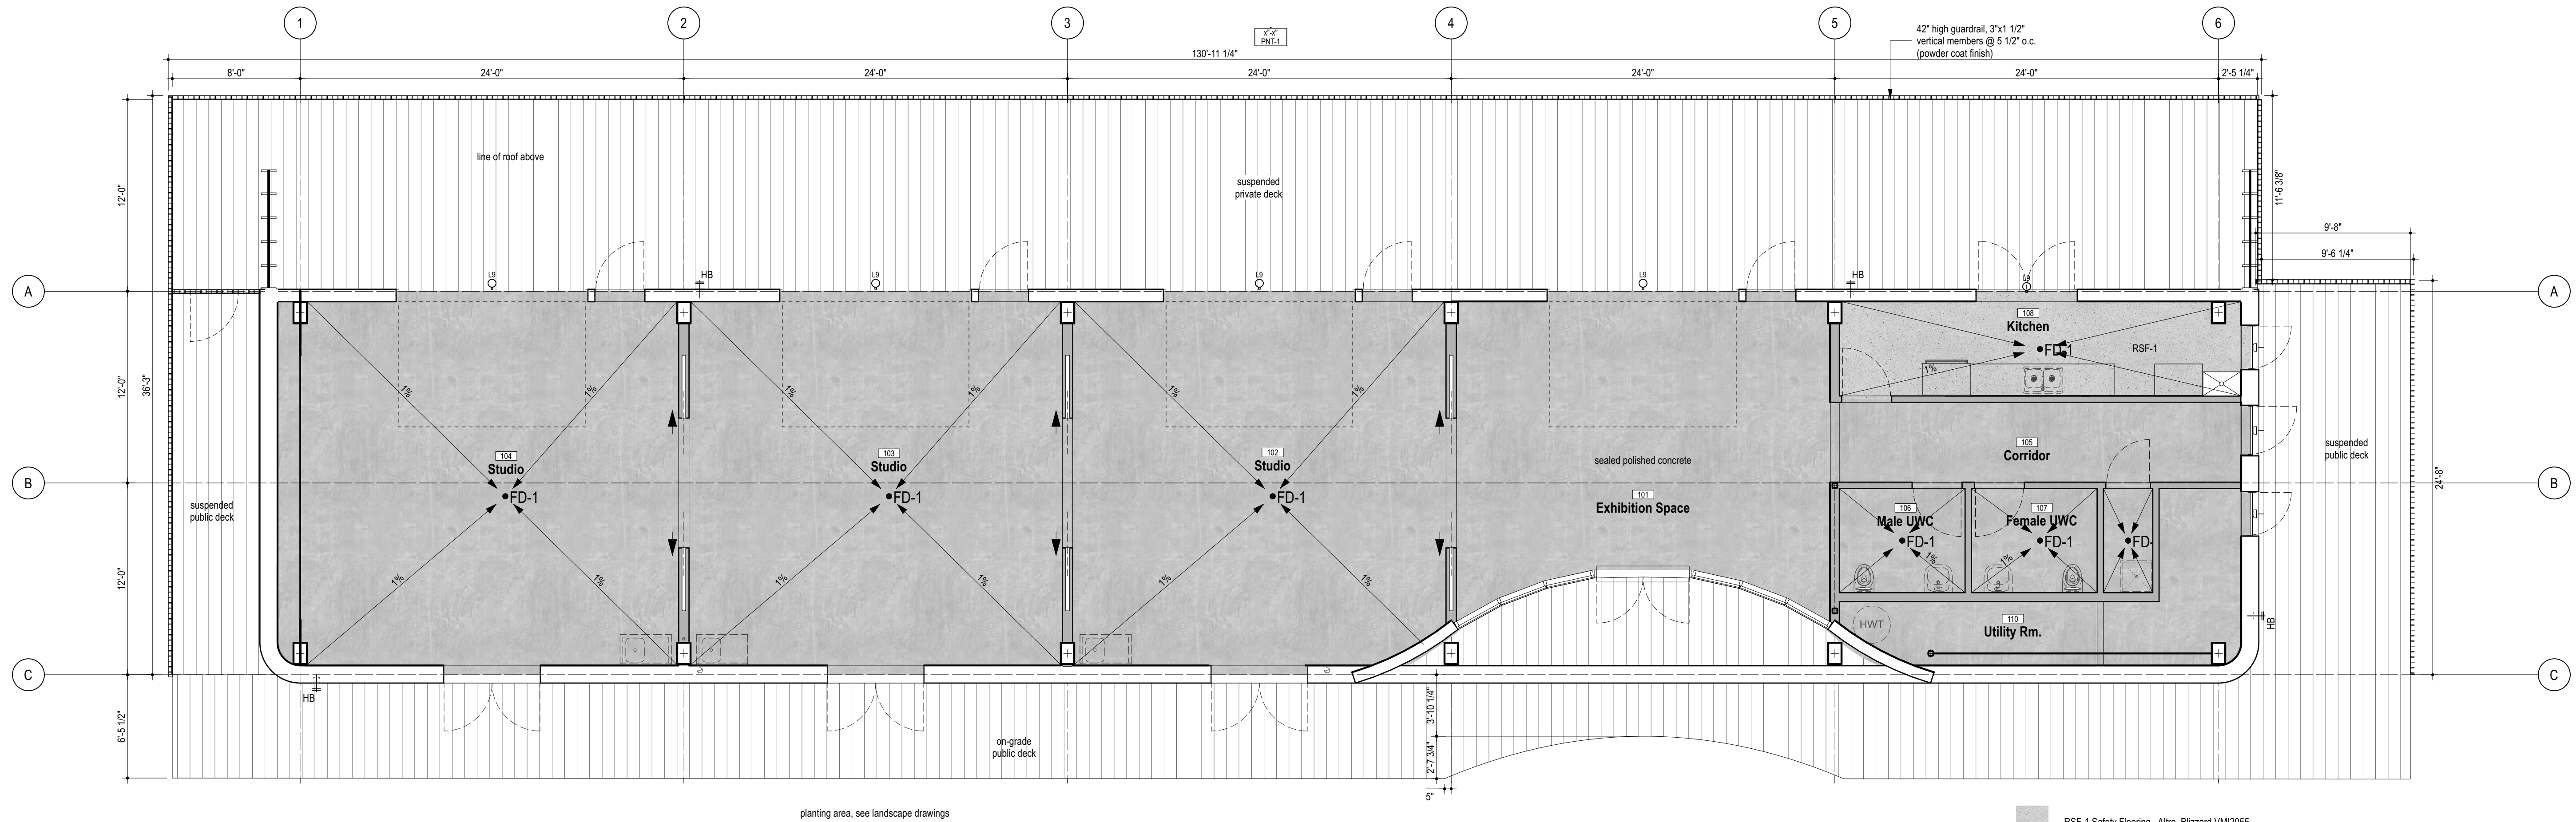 1
2
3
4
5
6
x"-x"
PNT-1
42" high guardrail, 3"x1 1/2"
vertical members @ 5 1/2" o.c.
(powder coat finish)
130'-11 1/4"
8'-0"
24'-0"
24'-0"
24'-0"
24'-0"
24'-0"
2'-5 1/4"
line of roof above
suspended
private deck
12'-0"
11'-6 3/8"
9'-8"
9'-6 1/4"
L9
HB
L9
L9
L9
HB
L9
A
A
108
Kitchen
FD-1
RSF-1
1%
12'-0"
36'-3"
1%
1%
1%
1%
1%
1%
104
Studio
FD-1
103
Studio
FD-1
102
Studio
FD-1
sealed polished concrete
101
Exhibition Space
105
Corridor
suspended
public deck
24'-8"
B
B
suspended
public deck
106
Male UWC
FD-1
1%
107
Female UWC
FD-1
1%
FD-
12'-0"
1%
1%
1%
1%
1%
1%
HWT
110
Utility Rm.
HB
C
C
HB
6'-5 1/2"
3'-10 1/4"
2'-7 3/4"
5"
on-grade
public deck
planting area, see landscape drawings